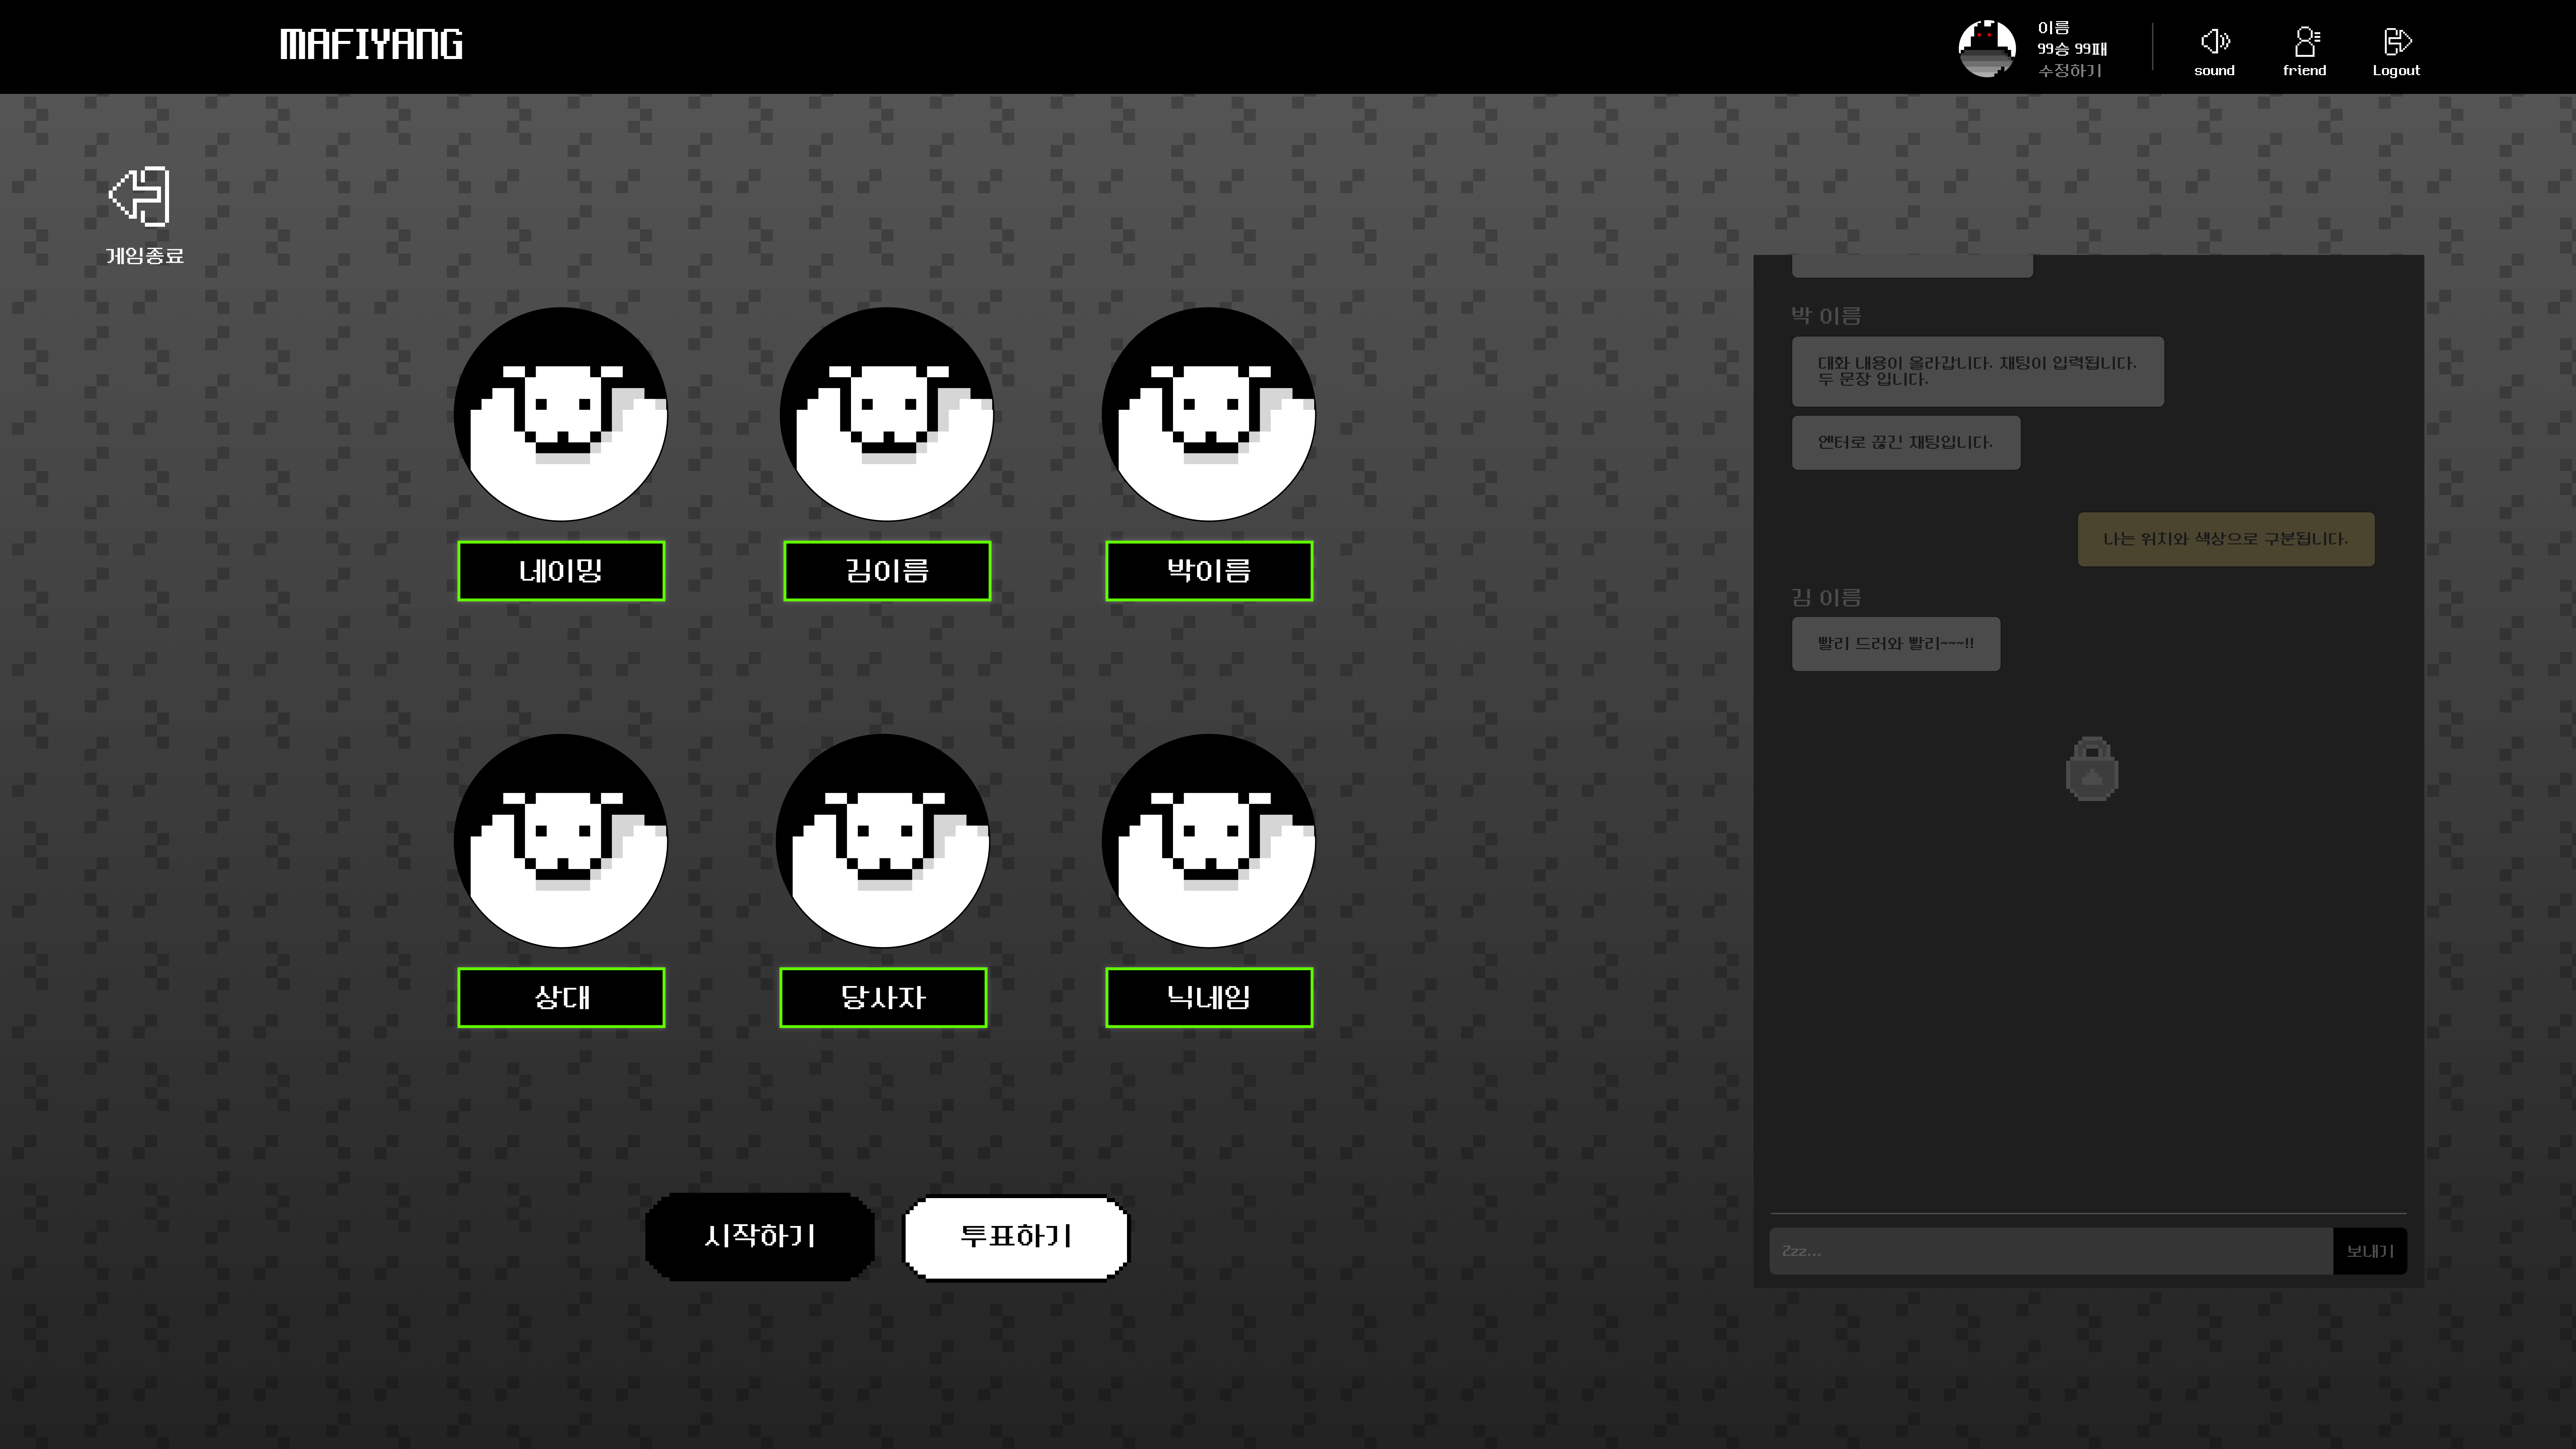 MAFIYANG
이름
99승 99패
수정하기
sound
friend
Logout
게임종료
네이밍
김이름
박이름
상대
당사자
닉네임
시작하기
투표하기
박 이름
대화 내용이 올라갑니다. 채팅이 입력됩니다.
두 문장 입니다.
엔터로 끊긴 채팅입니다.
나는 위치와 색상으로 구분됩니다.
김 이름
빨리 드러와 빨리~~~!!
Zzz...
보내기